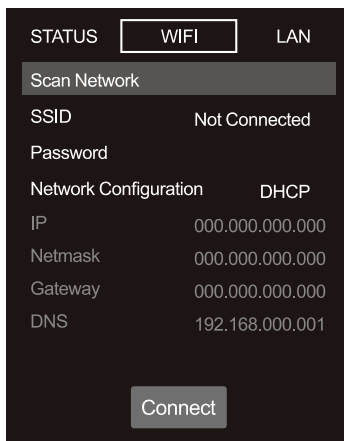 STATUS WIFI LAN
Scan Network
SSID Not Connected
Password
Network Configuration DHCP
IP 000.000.000.000
Netmask 000.000.000.000
Gateway 000.000.000.000
DNS 192.168.000.001
Connect